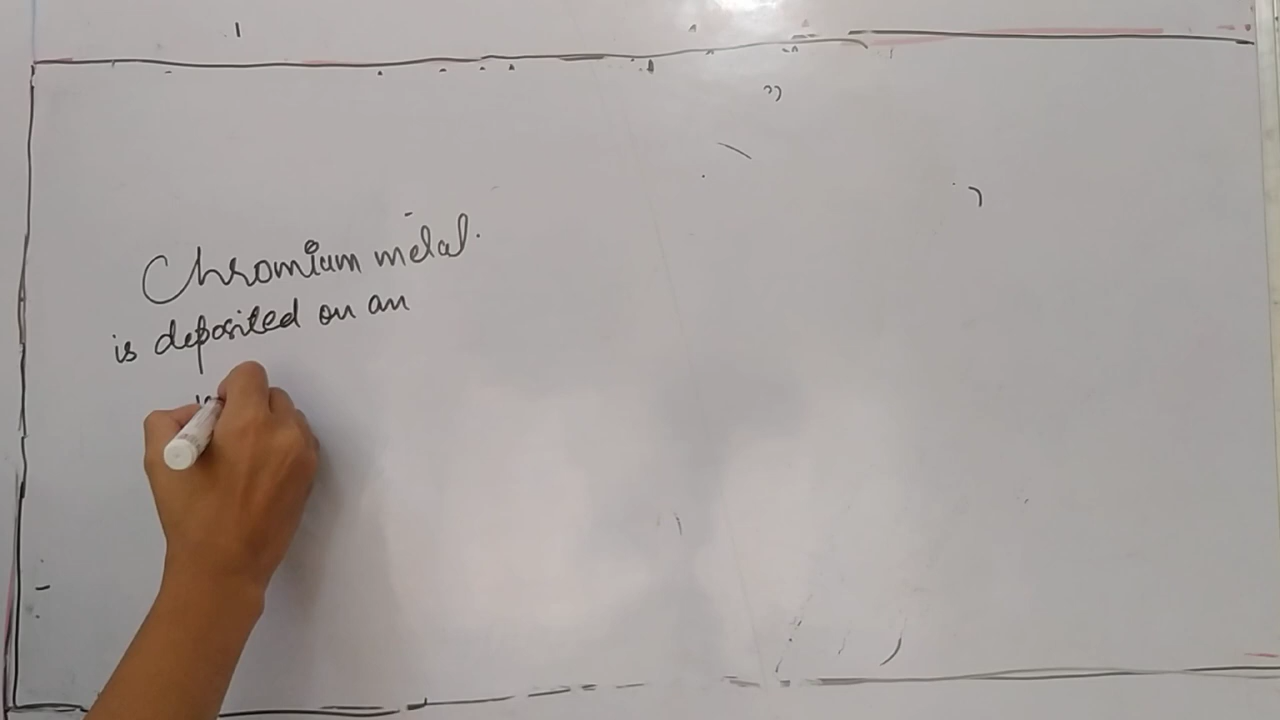 Chromium metal.
is deposited on an